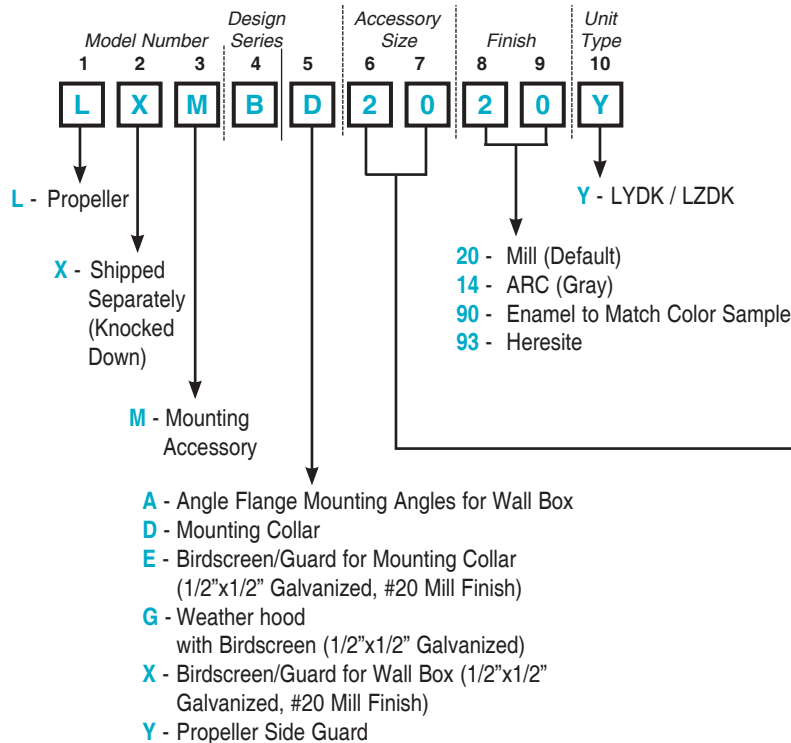 Design Accessory Unit
Model Number Series Size Finish Type
1 2 3 4 5 6 7 8 9 10
L X M B D 2 0 2 0 Y
L - Propeller
Y - LYDK / LZDK
X - Shipped
Separately
(Knocked
Down)
20 - Mill (Default)
14 - ARC (Gray)
90 - Enamel to Match Color Sample
93 - Heresite
M - Mounting
Accessory
A - Angle Flange Mounting Angles for Wall Box
D - Mounting Collar
E - Birdscreen/Guard for Mounting Collar
(1/2”x1/2” Galvanized, #20 Mill Finish)
G - Weather hood
with Birdscreen (1/2”x1/2” Galvanized)
X - Birdscreen/Guard for Wall Box (1/2”x1/2”
Galvanized, #20 Mill Finish)
Y - Propeller Side Guard